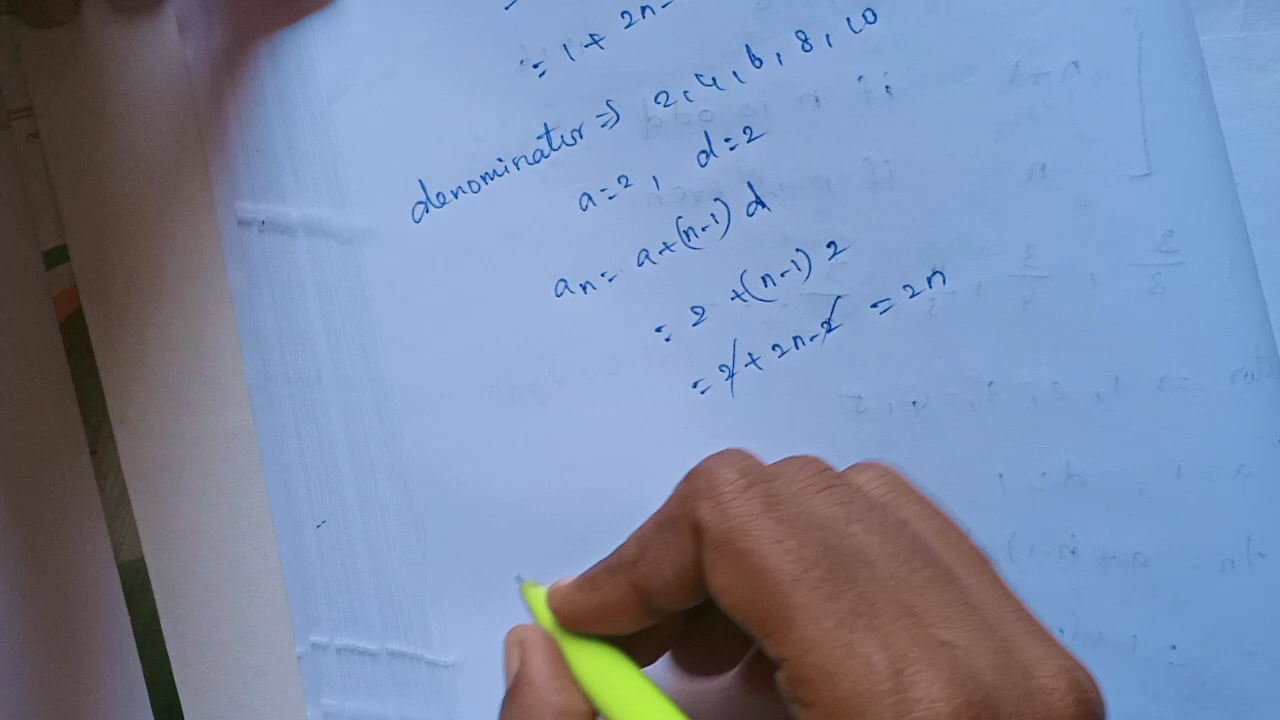 = 1 + 2n-
denominator ⇒ 2, 4, 6, 8, 10
a=2, d=2
an = a+(n-1) d
= 2 +(n-1) 2
= 2 + 2n-2 = 2n